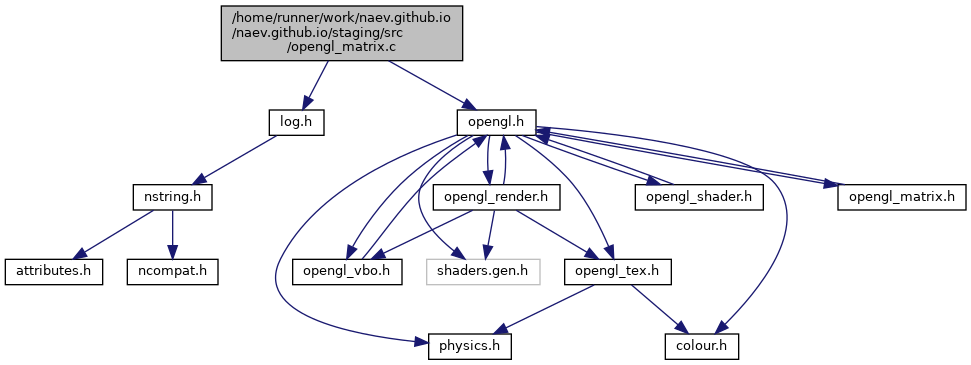 /home/runner/work/naev.github.io
/naev.github.io/staging/src
/opengl_matrix.c
log.h
opengl.h
nstring.h
opengl_render.h
opengl_shader.h
opengl_matrix.h
attributes.h
ncompat.h
opengl_vbo.h
shaders.gen.h
opengl_tex.h
physics.h
colour.h